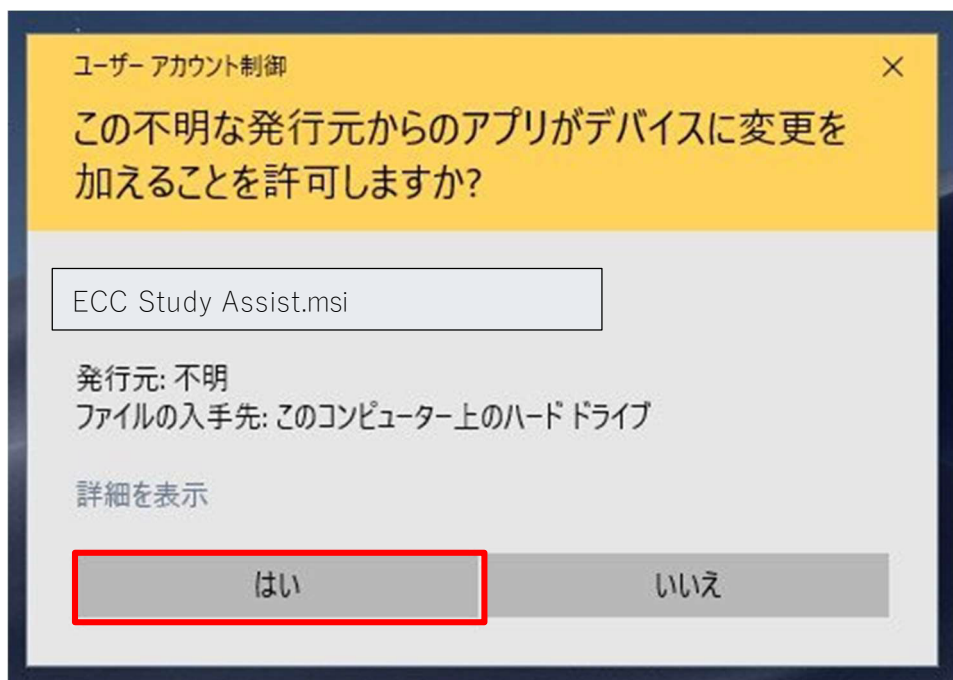 ユーザー アカウント制御
この不明な発行元からのアプリがデバイスに変更を
加えることを許可しますか?
ECC Study Assist.msi
発行元: 不明
ファイルの入手先: このコンピューター上のハード ドライブ
詳細を表示
はい
いいえ